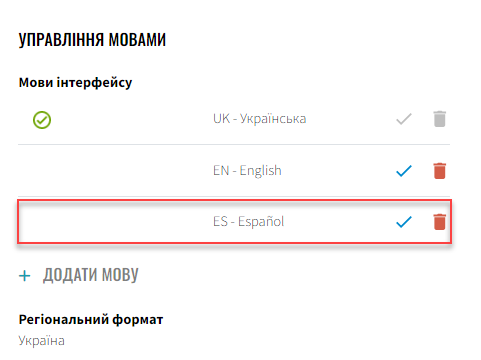 УПРАВЛІННЯ МОВАМИ
Мови інтерфейсу
UK - Українська
EN - English
ES - Español
+ ДОДАТИ МОВУ
Регіональний формат
Україна